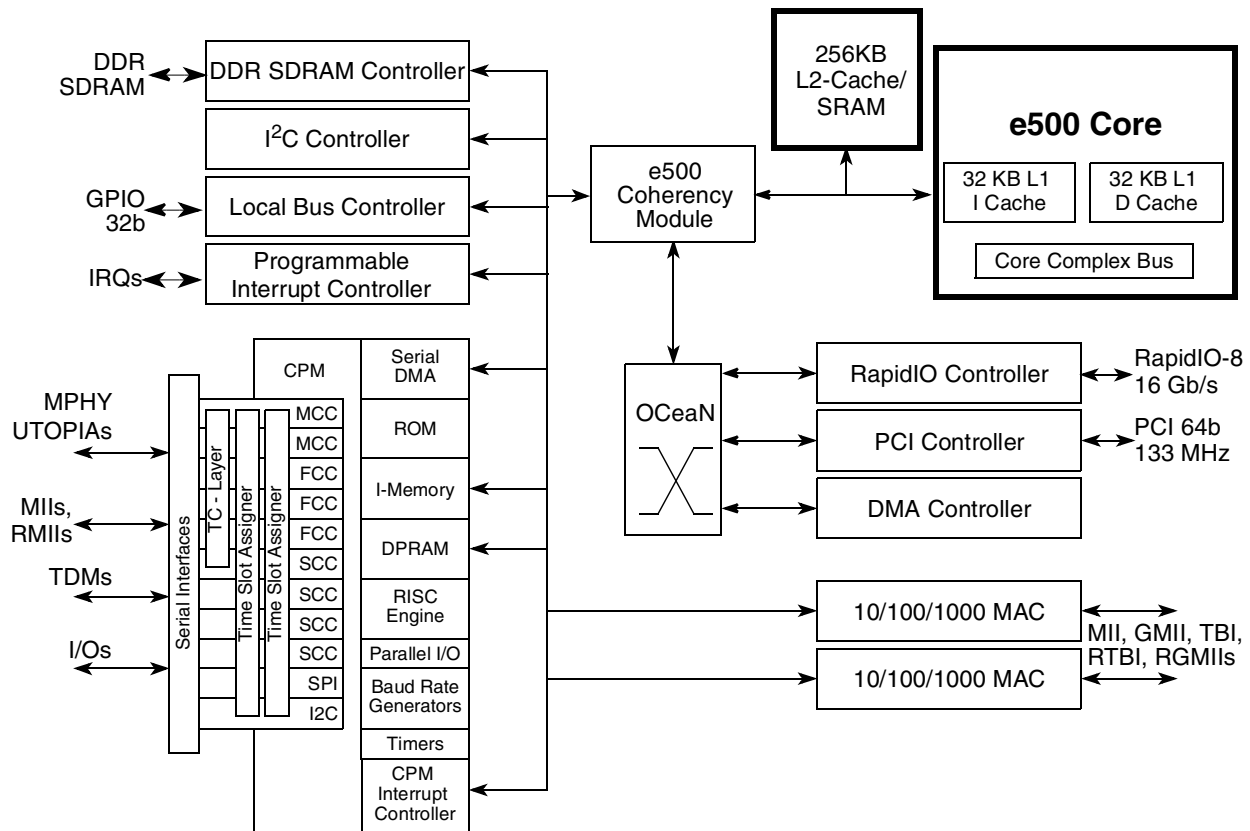 DDR
SDRAM
DDR SDRAM Controller
I2C Controller
GPIO
32b
Local Bus Controller
IRQs
Programmable
Interrupt Controller
256KB
L2-Cache/
SRAM
e500 Core
32 KB L1
I Cache
32 KB L1
D Cache
Core Complex Bus
e500
Coherency
Module
OCeaN
RapidIO Controller
RapidIO-8
16 Gb/s
PCI Controller
PCI 64b
133 MHz
DMA Controller
10/100/1000 MAC
10/100/1000 MAC
MII, GMII, TBI,
RTBI, RGMIIs
MPHY
UTOPIAs
MIIs,
RMIIs
TDMs
I/Os
Serial Interfaces
TC - Layer
Time Slot Assigner
Time Slot Assigner
CPM
MCC
MCC
FCC
FCC
FCC
SCC
SCC
SCC
SCC
SPI
I2C
Serial
DMA
ROM
I-Memory
DPRAM
RISC
Engine
Parallel I/O
Baud Rate
Generators
Timers
CPM
Interrupt
Controller